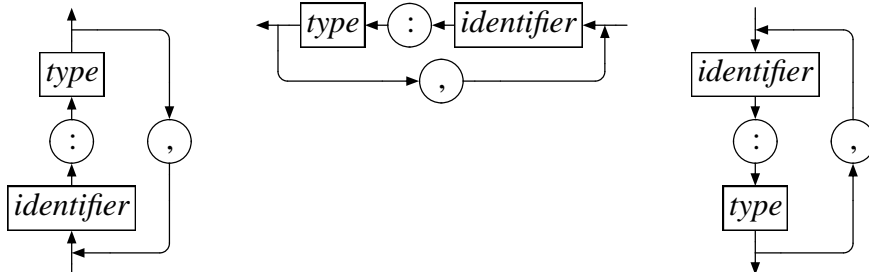 type
:
,
identifier
type : identifier
,
identifier
:
,
type